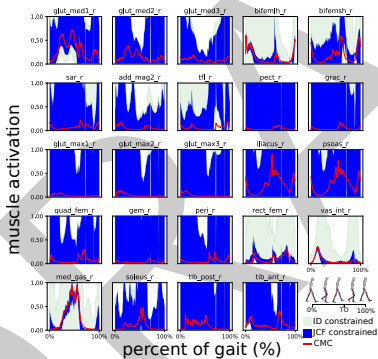 glut_med1_r glut_med2_r glut_med3_r bifemlh_r bifemsh_r
1.00
0.50
0.00
sar_r add_mag2_r tfl_r pect_r grac_r
1.00
0.50
0.00
glut_max1_r glut_max2_r glut_max3_r iliacus_r psoas_r
1.00
0.50
0.00
quad_fem_r gem_r peri_r rect_fem_r vas_int_r
1.00
0.50
0.00
0% 100%
med_gas_r soleus_r tib_post_r tib_ant_r
1.00
0.50
0.00
0% 100% 0% 100% 0% 100% 0% 100%
0% TO 100%
muscle activation
percent of gait (%)
ID constrained
JCF constrained
CMC